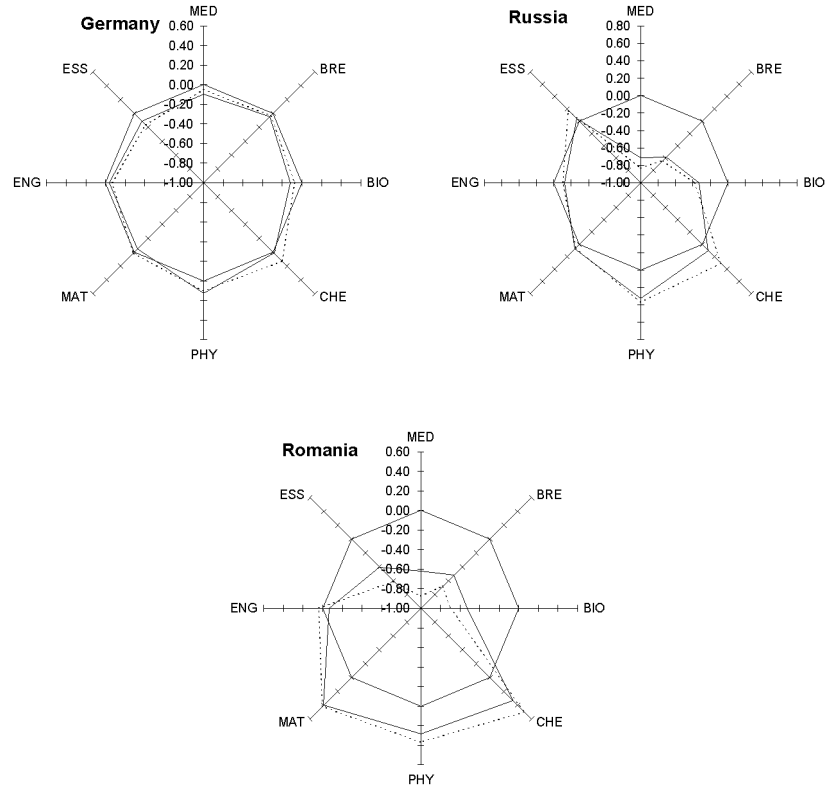 Germany
MED
0.60
0.40
0.20
0.00
-0.20
-0.40
-0.60
-0.80
-1.00
BRE
BIO
CHE
PHY
MAT
ENG
ESS
Russia
MED
0.80
0.60
0.40
0.20
0.00
-0.20
-0.40
-0.60
-0.80
-1.00
BRE
BIO
CHE
PHY
MAT
ENG
ESS
Romania
MED
0.60
0.40
0.20
0.00
-0.20
-0.40
-0.60
-0.80
-1.00
BRE
BIO
CHE
PHY
MAT
ENG
ESS